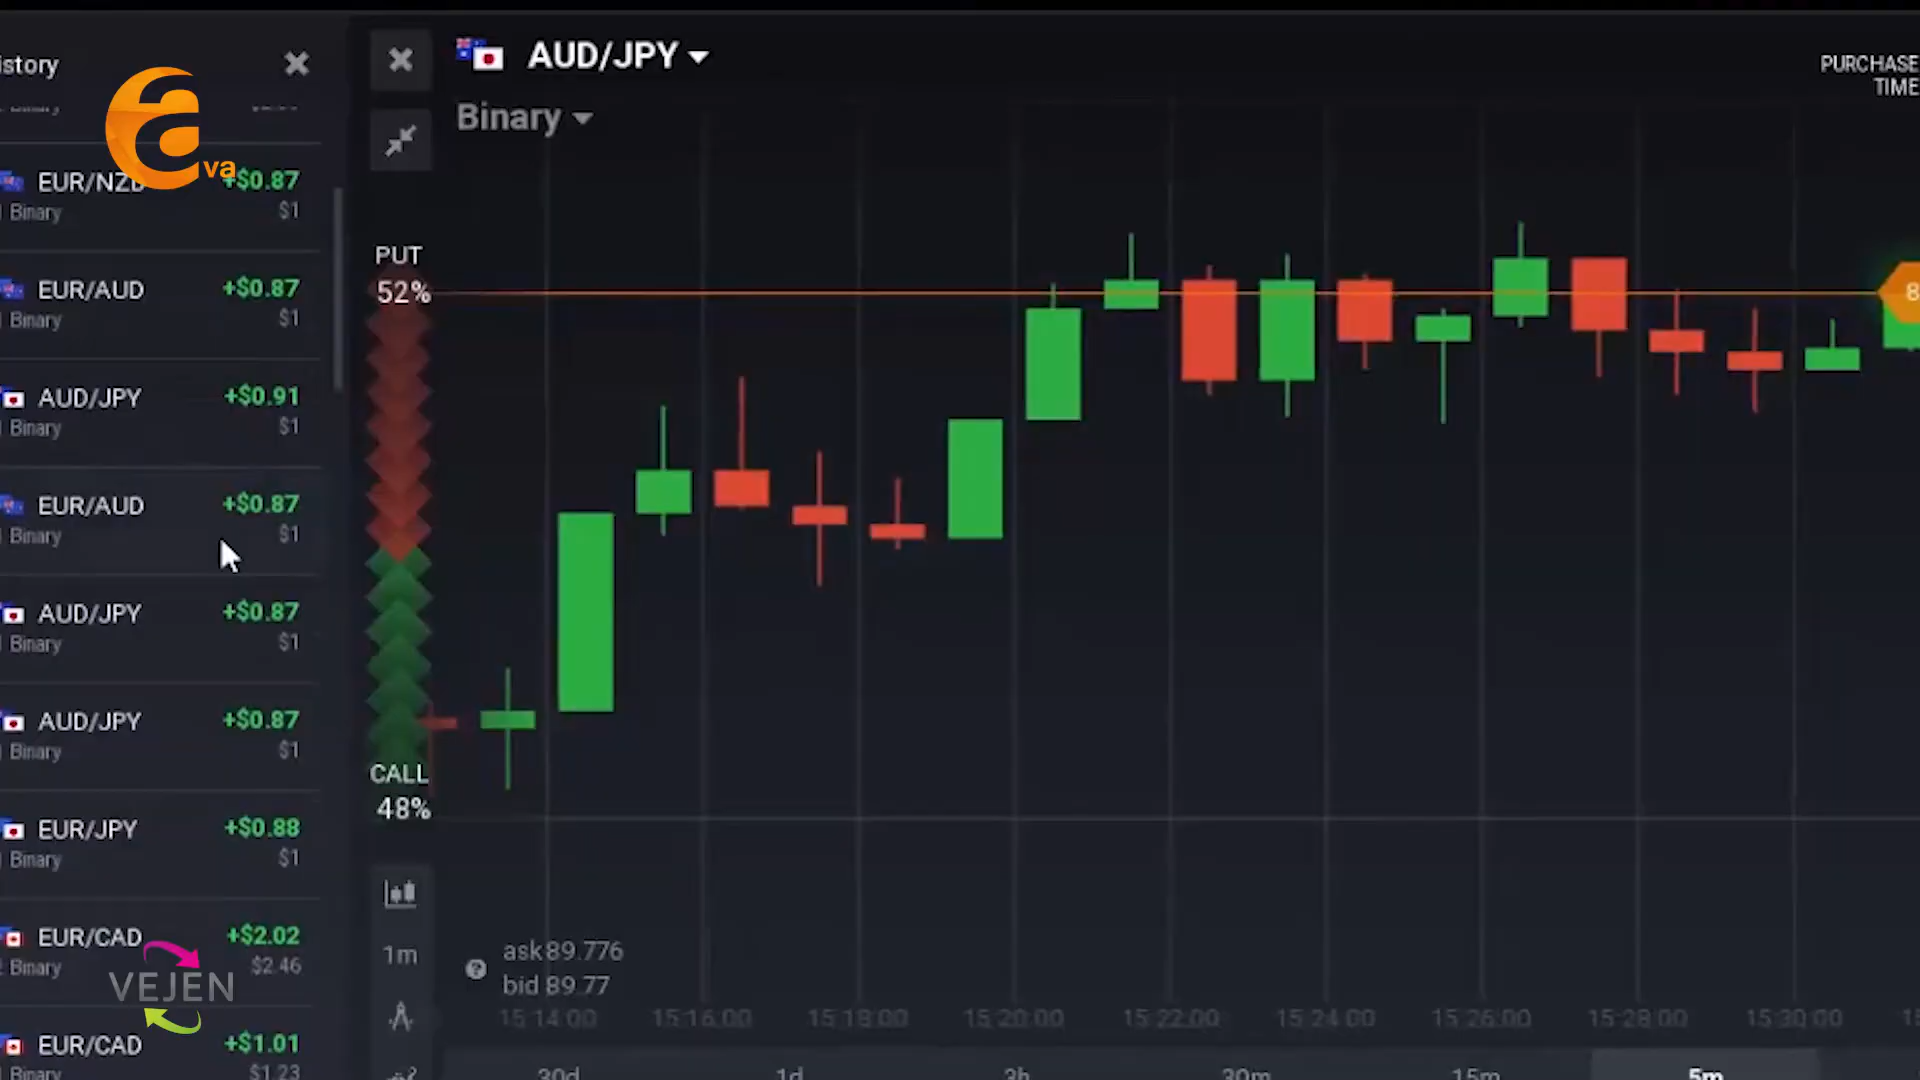 istory
ava
EUR/NZD +$0.87
Binary $1
EUR/AUD +$0.87
Binary $1
AUD/JPY +$0.91
Binary $1
EUR/AUD +$0.87
Binary $1
AUD/JPY +$0.87
Binary $1
AUD/JPY +$0.87
Binary $1
EUR/JPY +$0.88
Binary $1
EUR/CAD +$2.02
Binary $2.46
VEJEN
EUR/CAD +$1.01
Binary $1.23
AUD/JPY
Binary
PURCHASE
TIME
PUT
52%
8
CALL
48%
1m
ask 89.776
bid 89.77
15:14:00 15:16:00 15:18:00 15:20:00 15:22:00 15:24:00 15:26:00 15:28:00 15:30:00
30d 1d 3h 30m 15m 5m